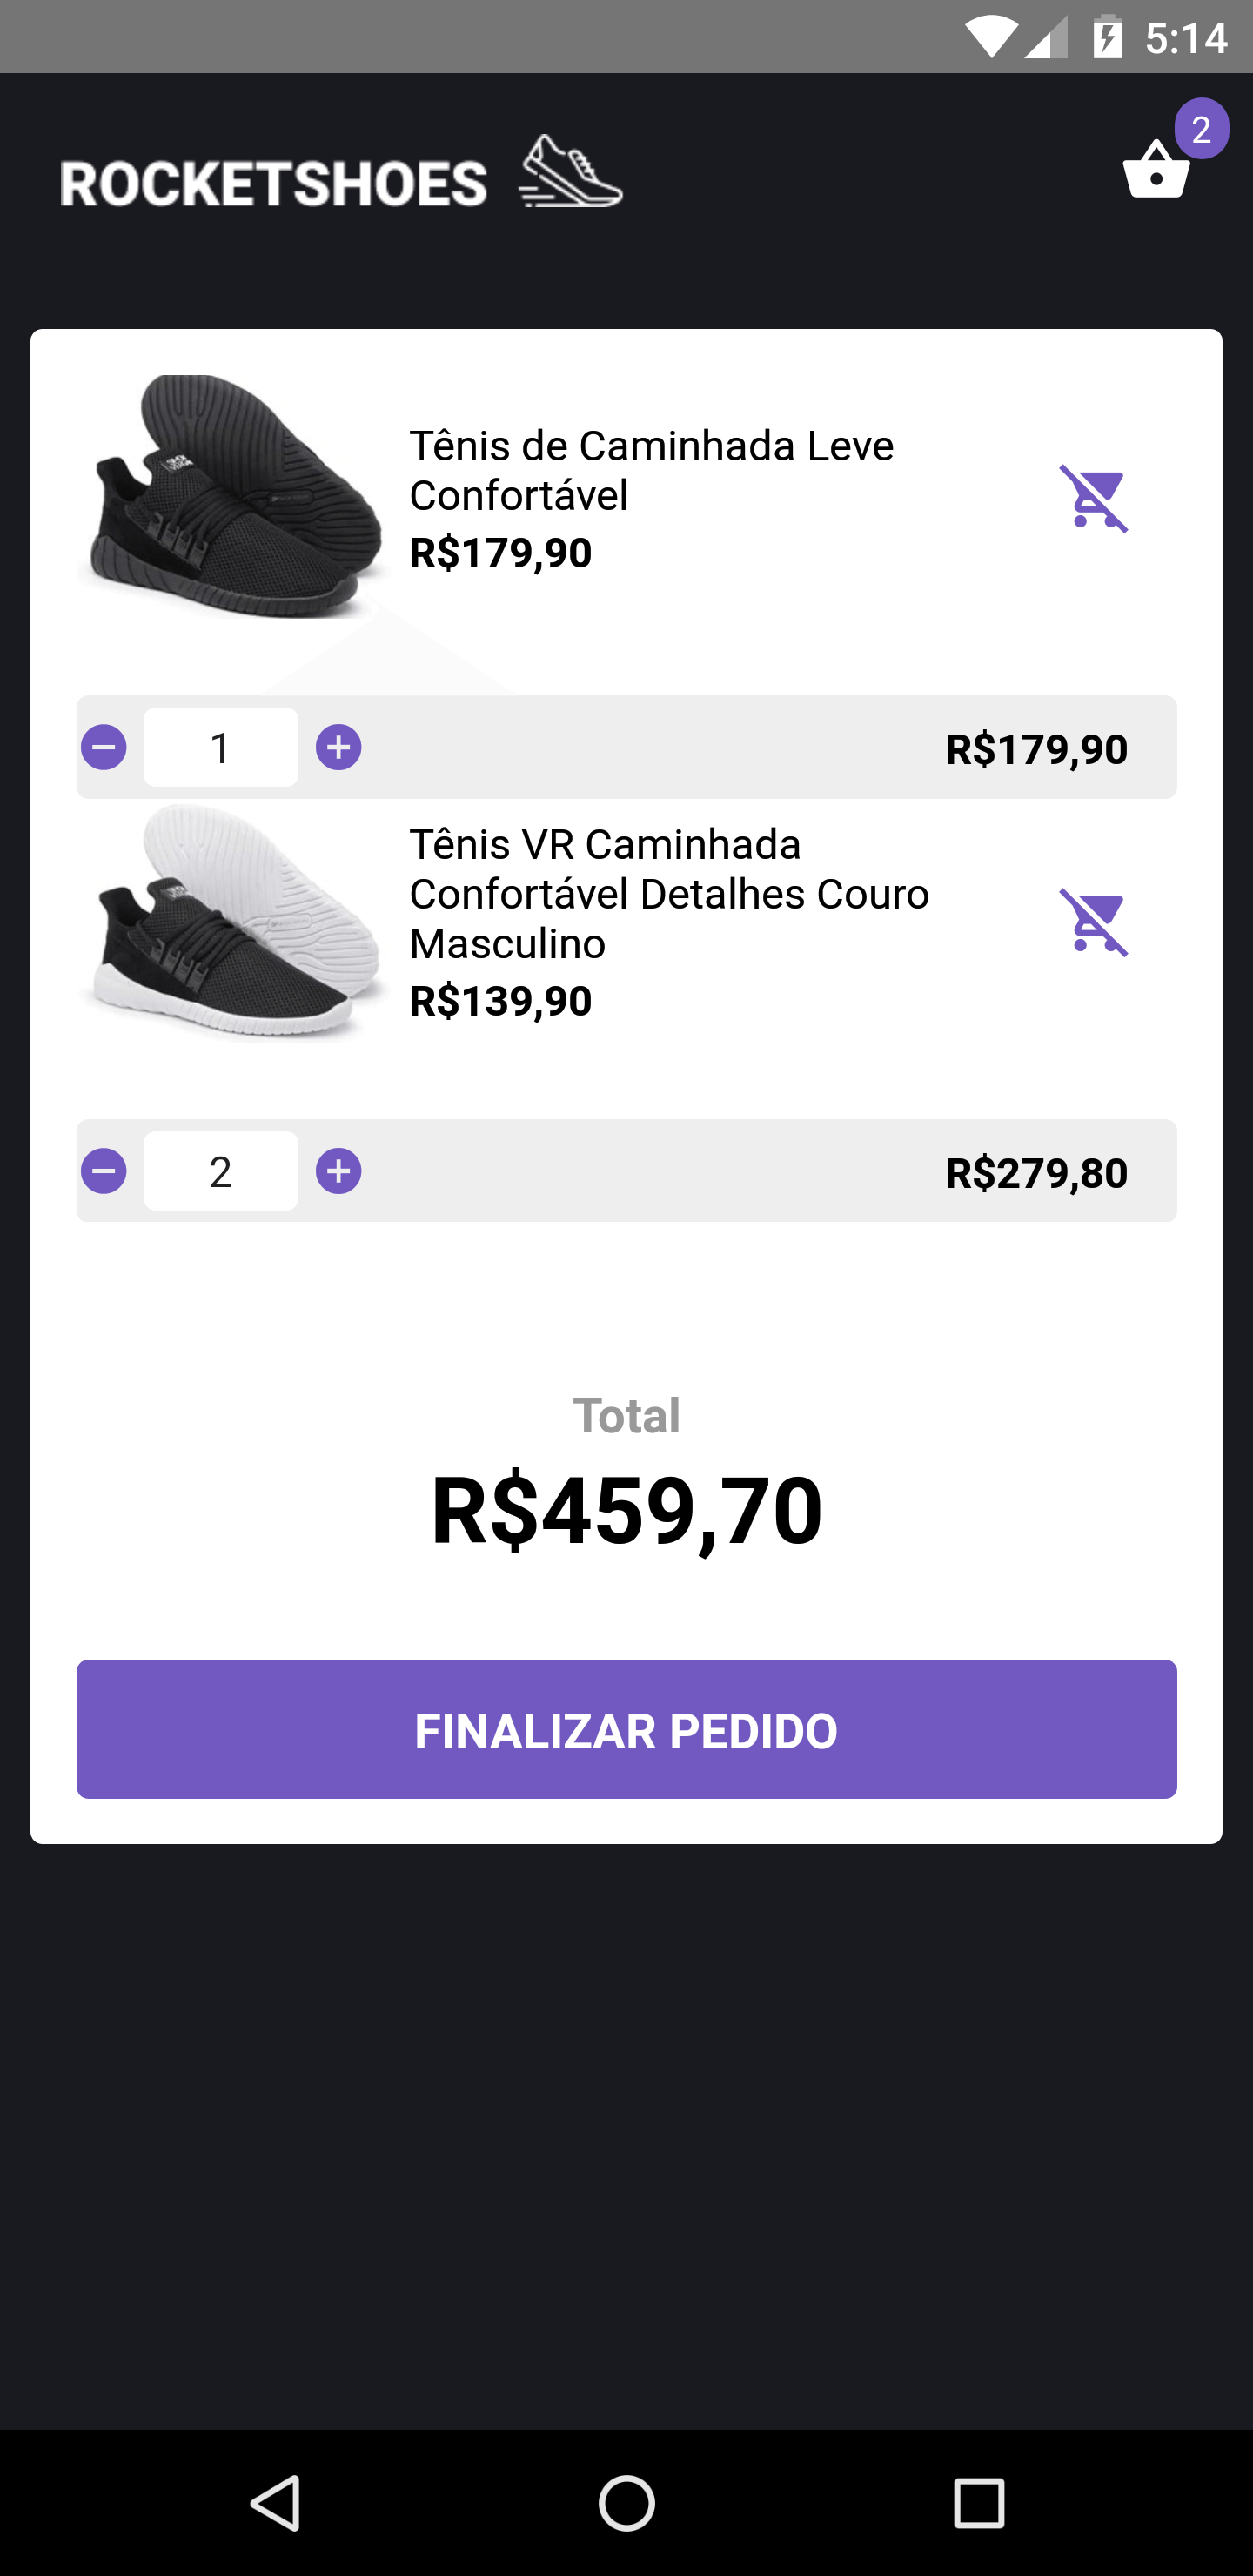 5:14
2
ROCKETSHOES
Tênis de Caminhada Leve
Confortável
R$179,90
1
R$179,90
Tênis VR Caminhada
Confortável Detalhes Couro
Masculino
R$139,90
2
R$279,80
Total
R$459,70
FINALIZAR PEDIDO